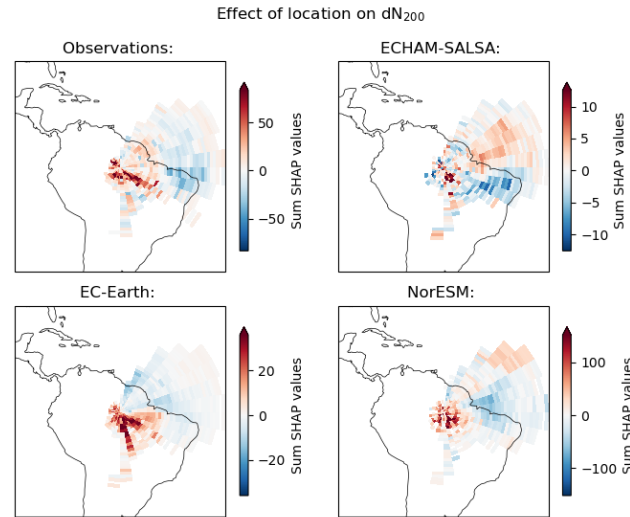 Effect of location on dN₂₀₀
Observations:
50
0
−50
Sum SHAP values
ECHAM-SALSA:
10
5
0
−5
−10
Sum SHAP values
EC-Earth:
20
0
−20
Sum SHAP values
NorESM:
100
0
−100
Sum SHAP values